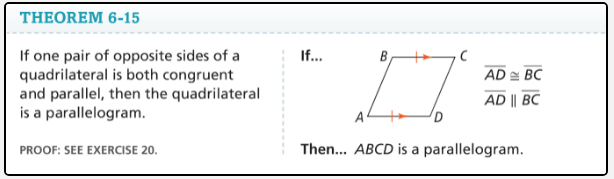 THEOREM 6-15
If one pair of opposite sides of a
quadrilateral is both congruent
and parallel, then the quadrilateral
is a parallelogram.
PROOF: SEE EXERCISE 20.
If...
B
C
A
D
AD ≅ BC
AD ∥ BC
Then... ABCD is a parallelogram.